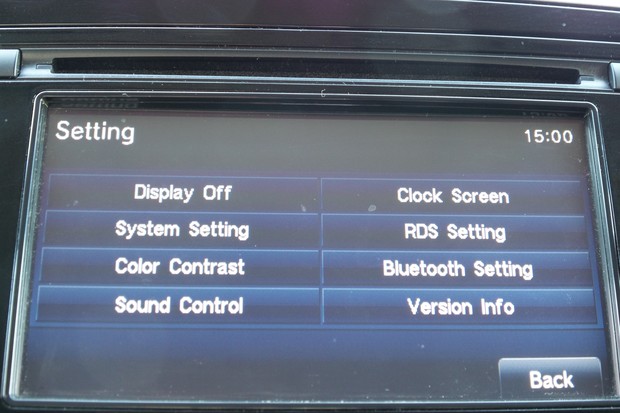 Setting 15:00
Display Off Clock Screen
System Setting RDS Setting
Color Contrast Bluetooth Setting
Sound Control Version Info
Back